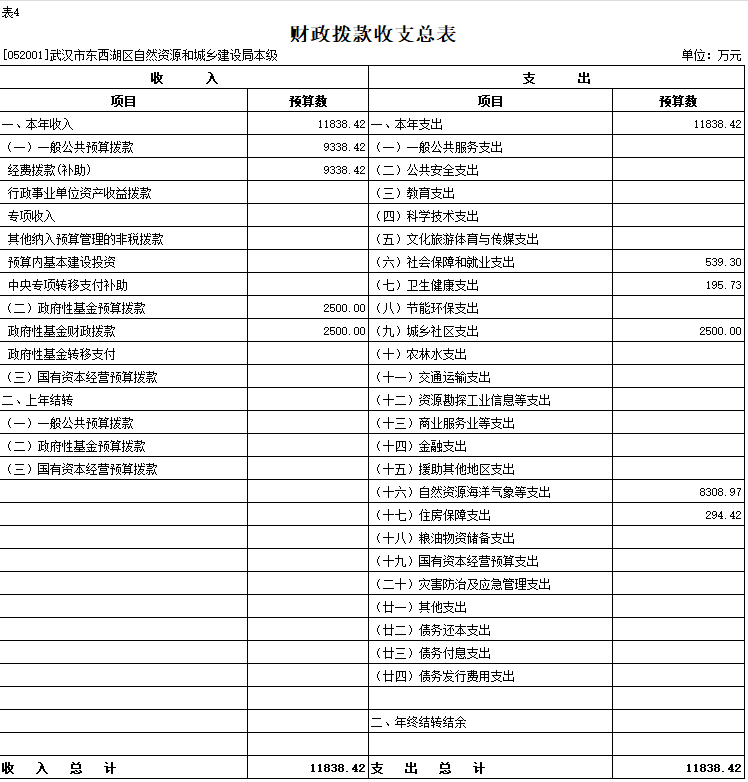 表4
财政拨款收支总表
[052001]武汉市东西湖区自然资源和城乡建设局本级 单位：万元
收 入 支 出
项目 预算数 项目 预算数
一、本年收入 11838.42 一、本年支出 11838.42
（一）一般公共预算拨款 9338.42 （一）一般公共服务支出
经费拨款(补助) 9338.42 （二）公共安全支出
行政事业单位资产收益拨款 （三）教育支出
专项收入 （四）科学技术支出
其他纳入预算管理的非税拨款 （五）文化旅游体育与传媒支出
预算内基本建设投资 （六）社会保障和就业支出 539.30
中央专项转移支付补助 （七）卫生健康支出 195.73
（二）政府性基金预算拨款 2500.00 （八）节能环保支出
政府性基金财政拨款 2500.00 （九）城乡社区支出 2500.00
政府性基金转移支付 （十）农林水支出
（三）国有资本经营预算拨款 （十一）交通运输支出
二、上年结转 （十二）资源勘探工业信息等支出
（一）一般公共预算拨款 （十三）商业服务业等支出
（二）政府性基金预算拨款 （十四）金融支出
（三）国有资本经营预算拨款 （十五）援助其他地区支出
（十六）自然资源海洋气象等支出 8308.97
（十七）住房保障支出 294.42
（十八）粮油物资储备支出
（十九）国有资本经营预算支出
（二十）灾害防治及应急管理支出
（廿一）其他支出
（廿二）债务还本支出
（廿三）债务付息支出
（廿四）债务发行费用支出
二、年终结转结余
收 入 总 计 11838.42 支 出 总 计 11838.42